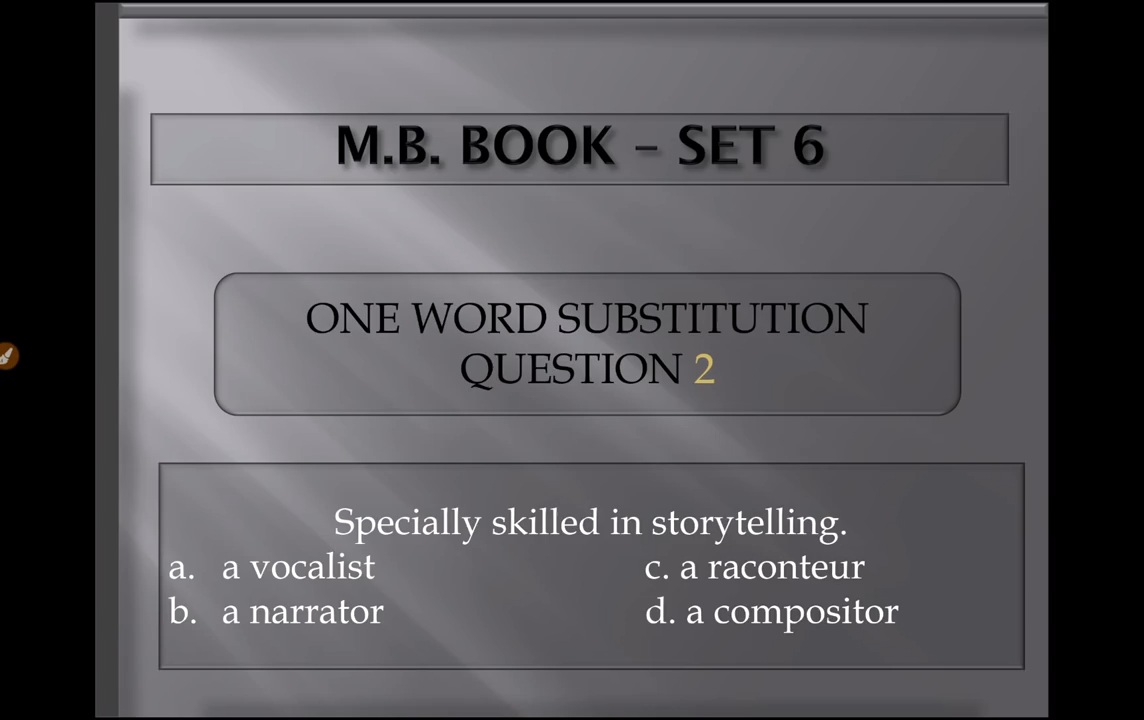 M.B. BOOK – SET 6
ONE WORD SUBSTITUTION
QUESTION 2
Specially skilled in storytelling.
a. a vocalist
b. a narrator
c. a raconteur
d. a compositor